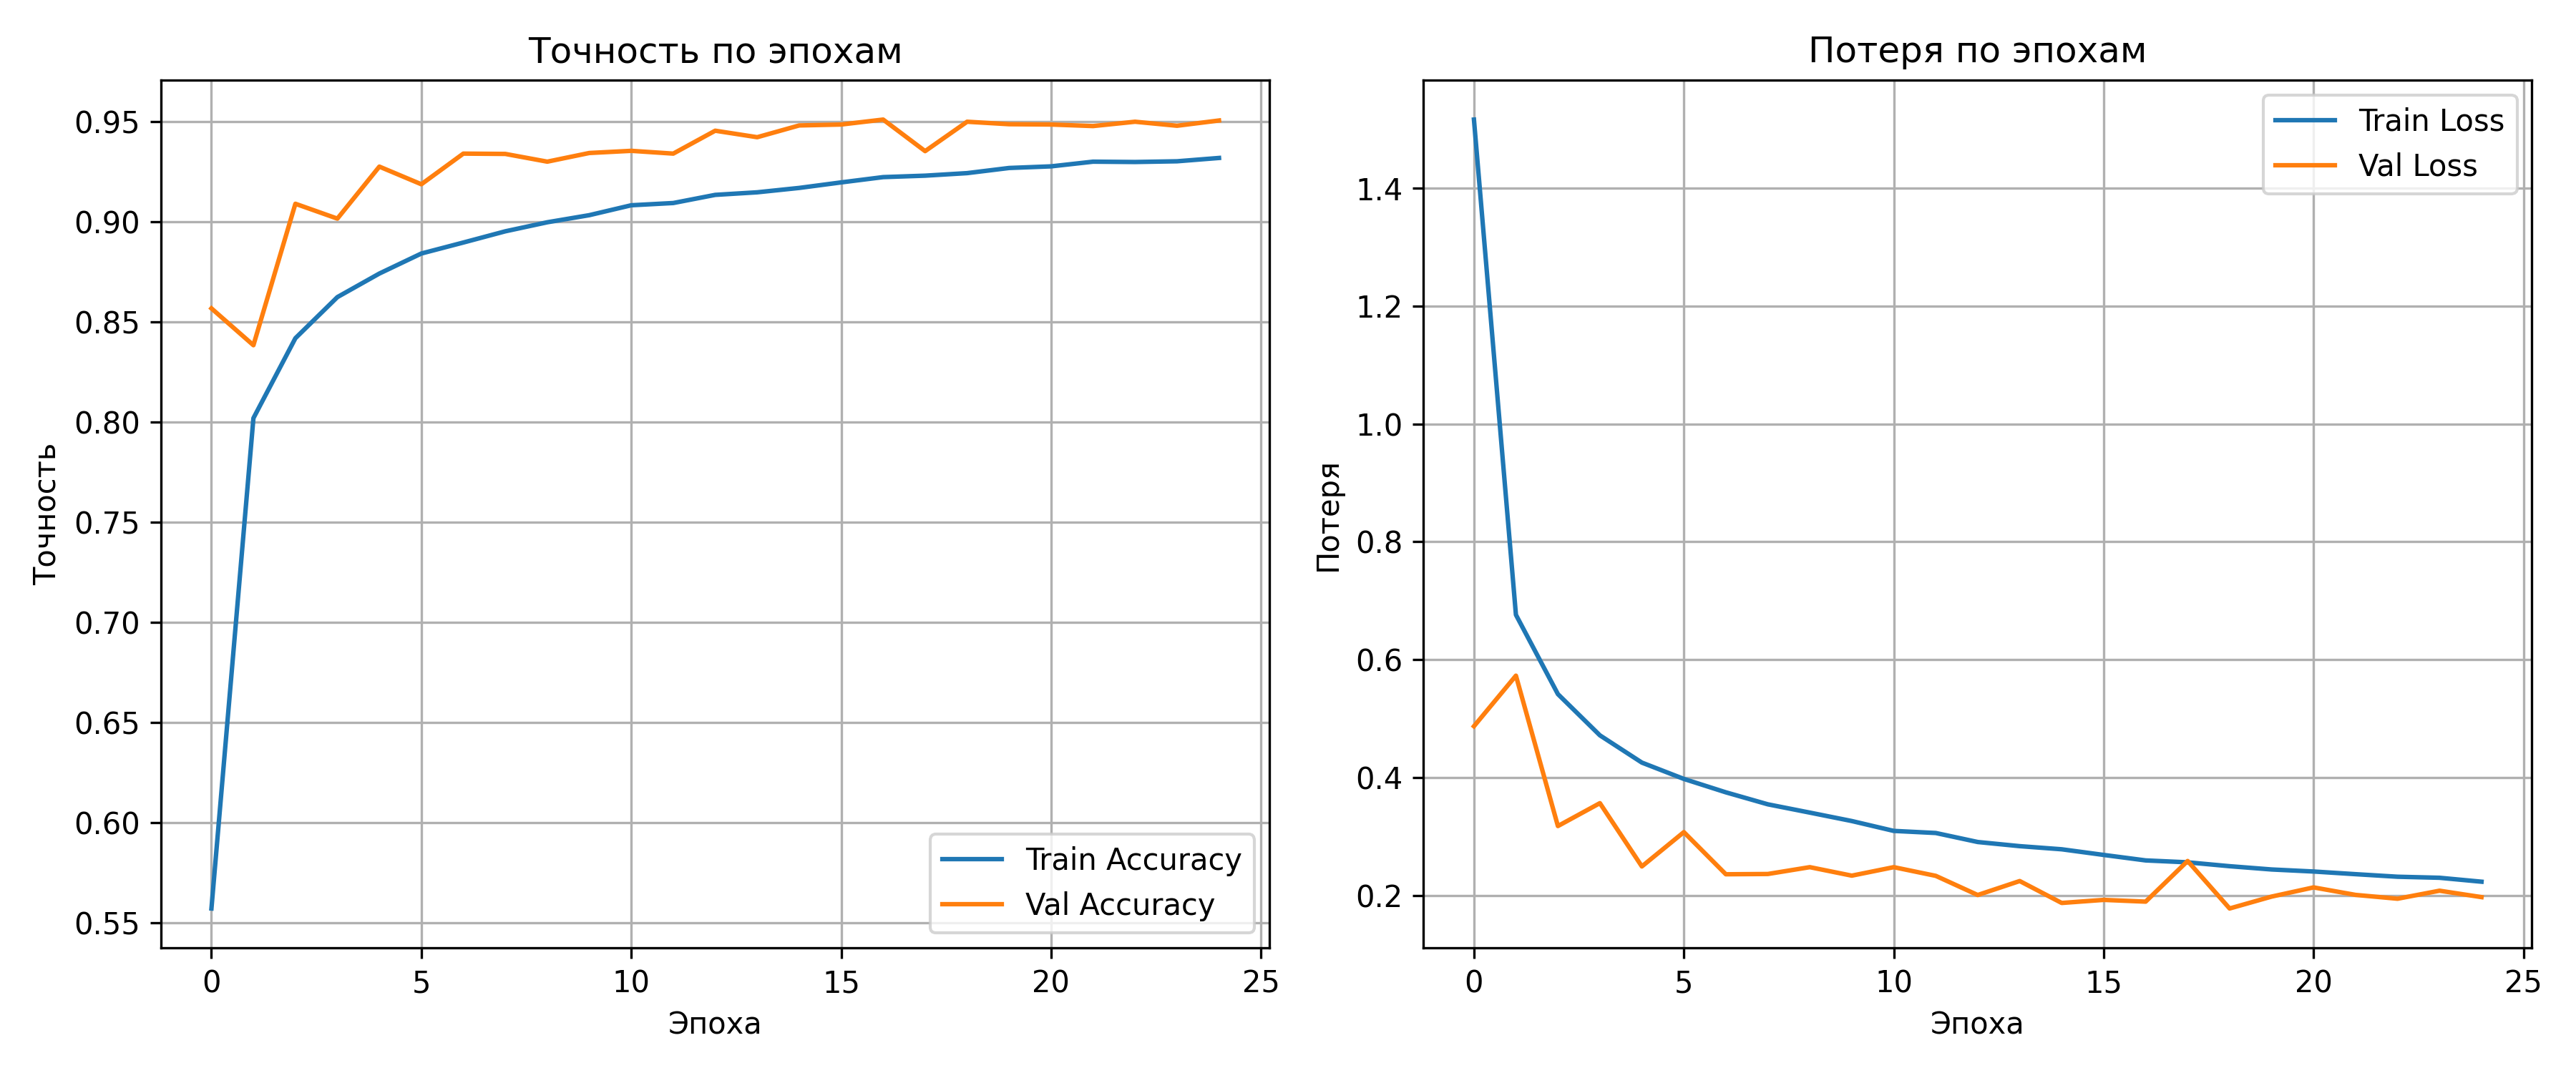 Точность по эпохам
0.95
0.90
0.85
0.80
0.75
0.70
0.65
0.60
0.55
Точность
0 5 10 15 20 25
Эпоха
Train Accuracy
Val Accuracy
Потеря по эпохам
1.4
1.2
1.0
0.8
0.6
0.4
0.2
Потеря
0 5 10 15 20 25
Эпоха
Train Loss
Val Loss